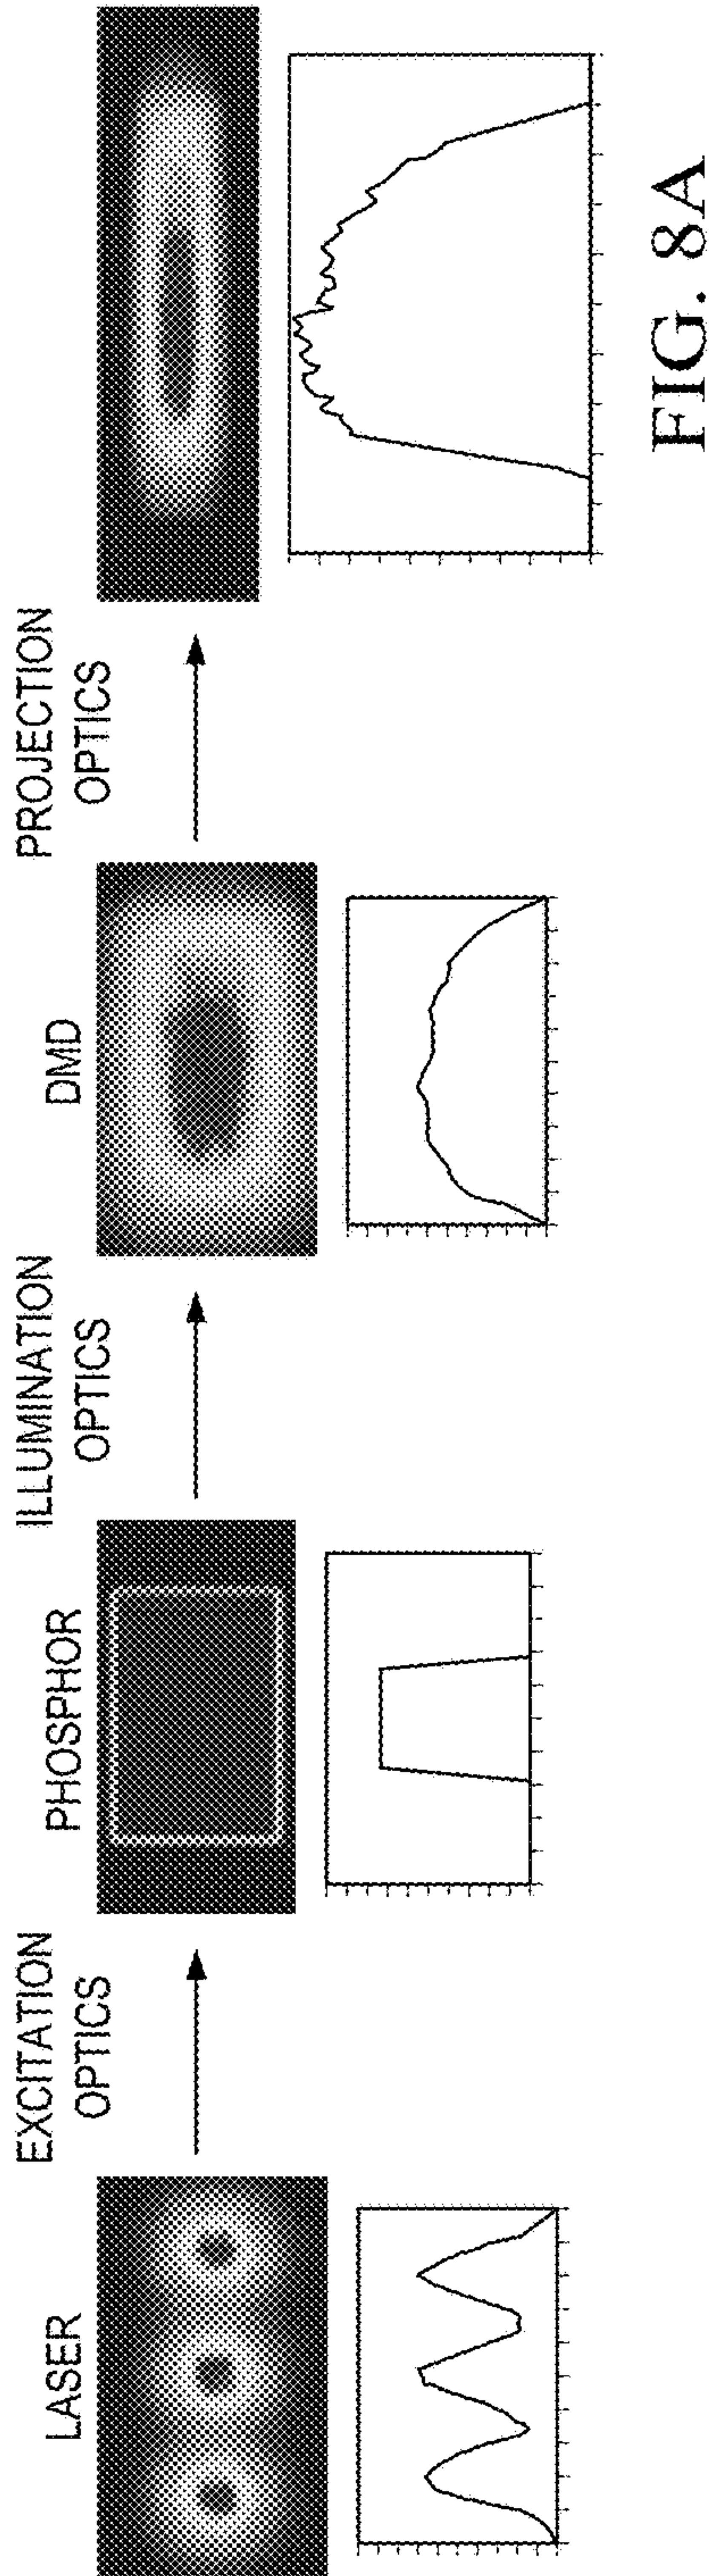 LASER
EXCITATION
OPTICS
PHOSPHOR
ILLUMINATION
OPTICS
DMD
PROJECTION
OPTICS
FIG. 8A